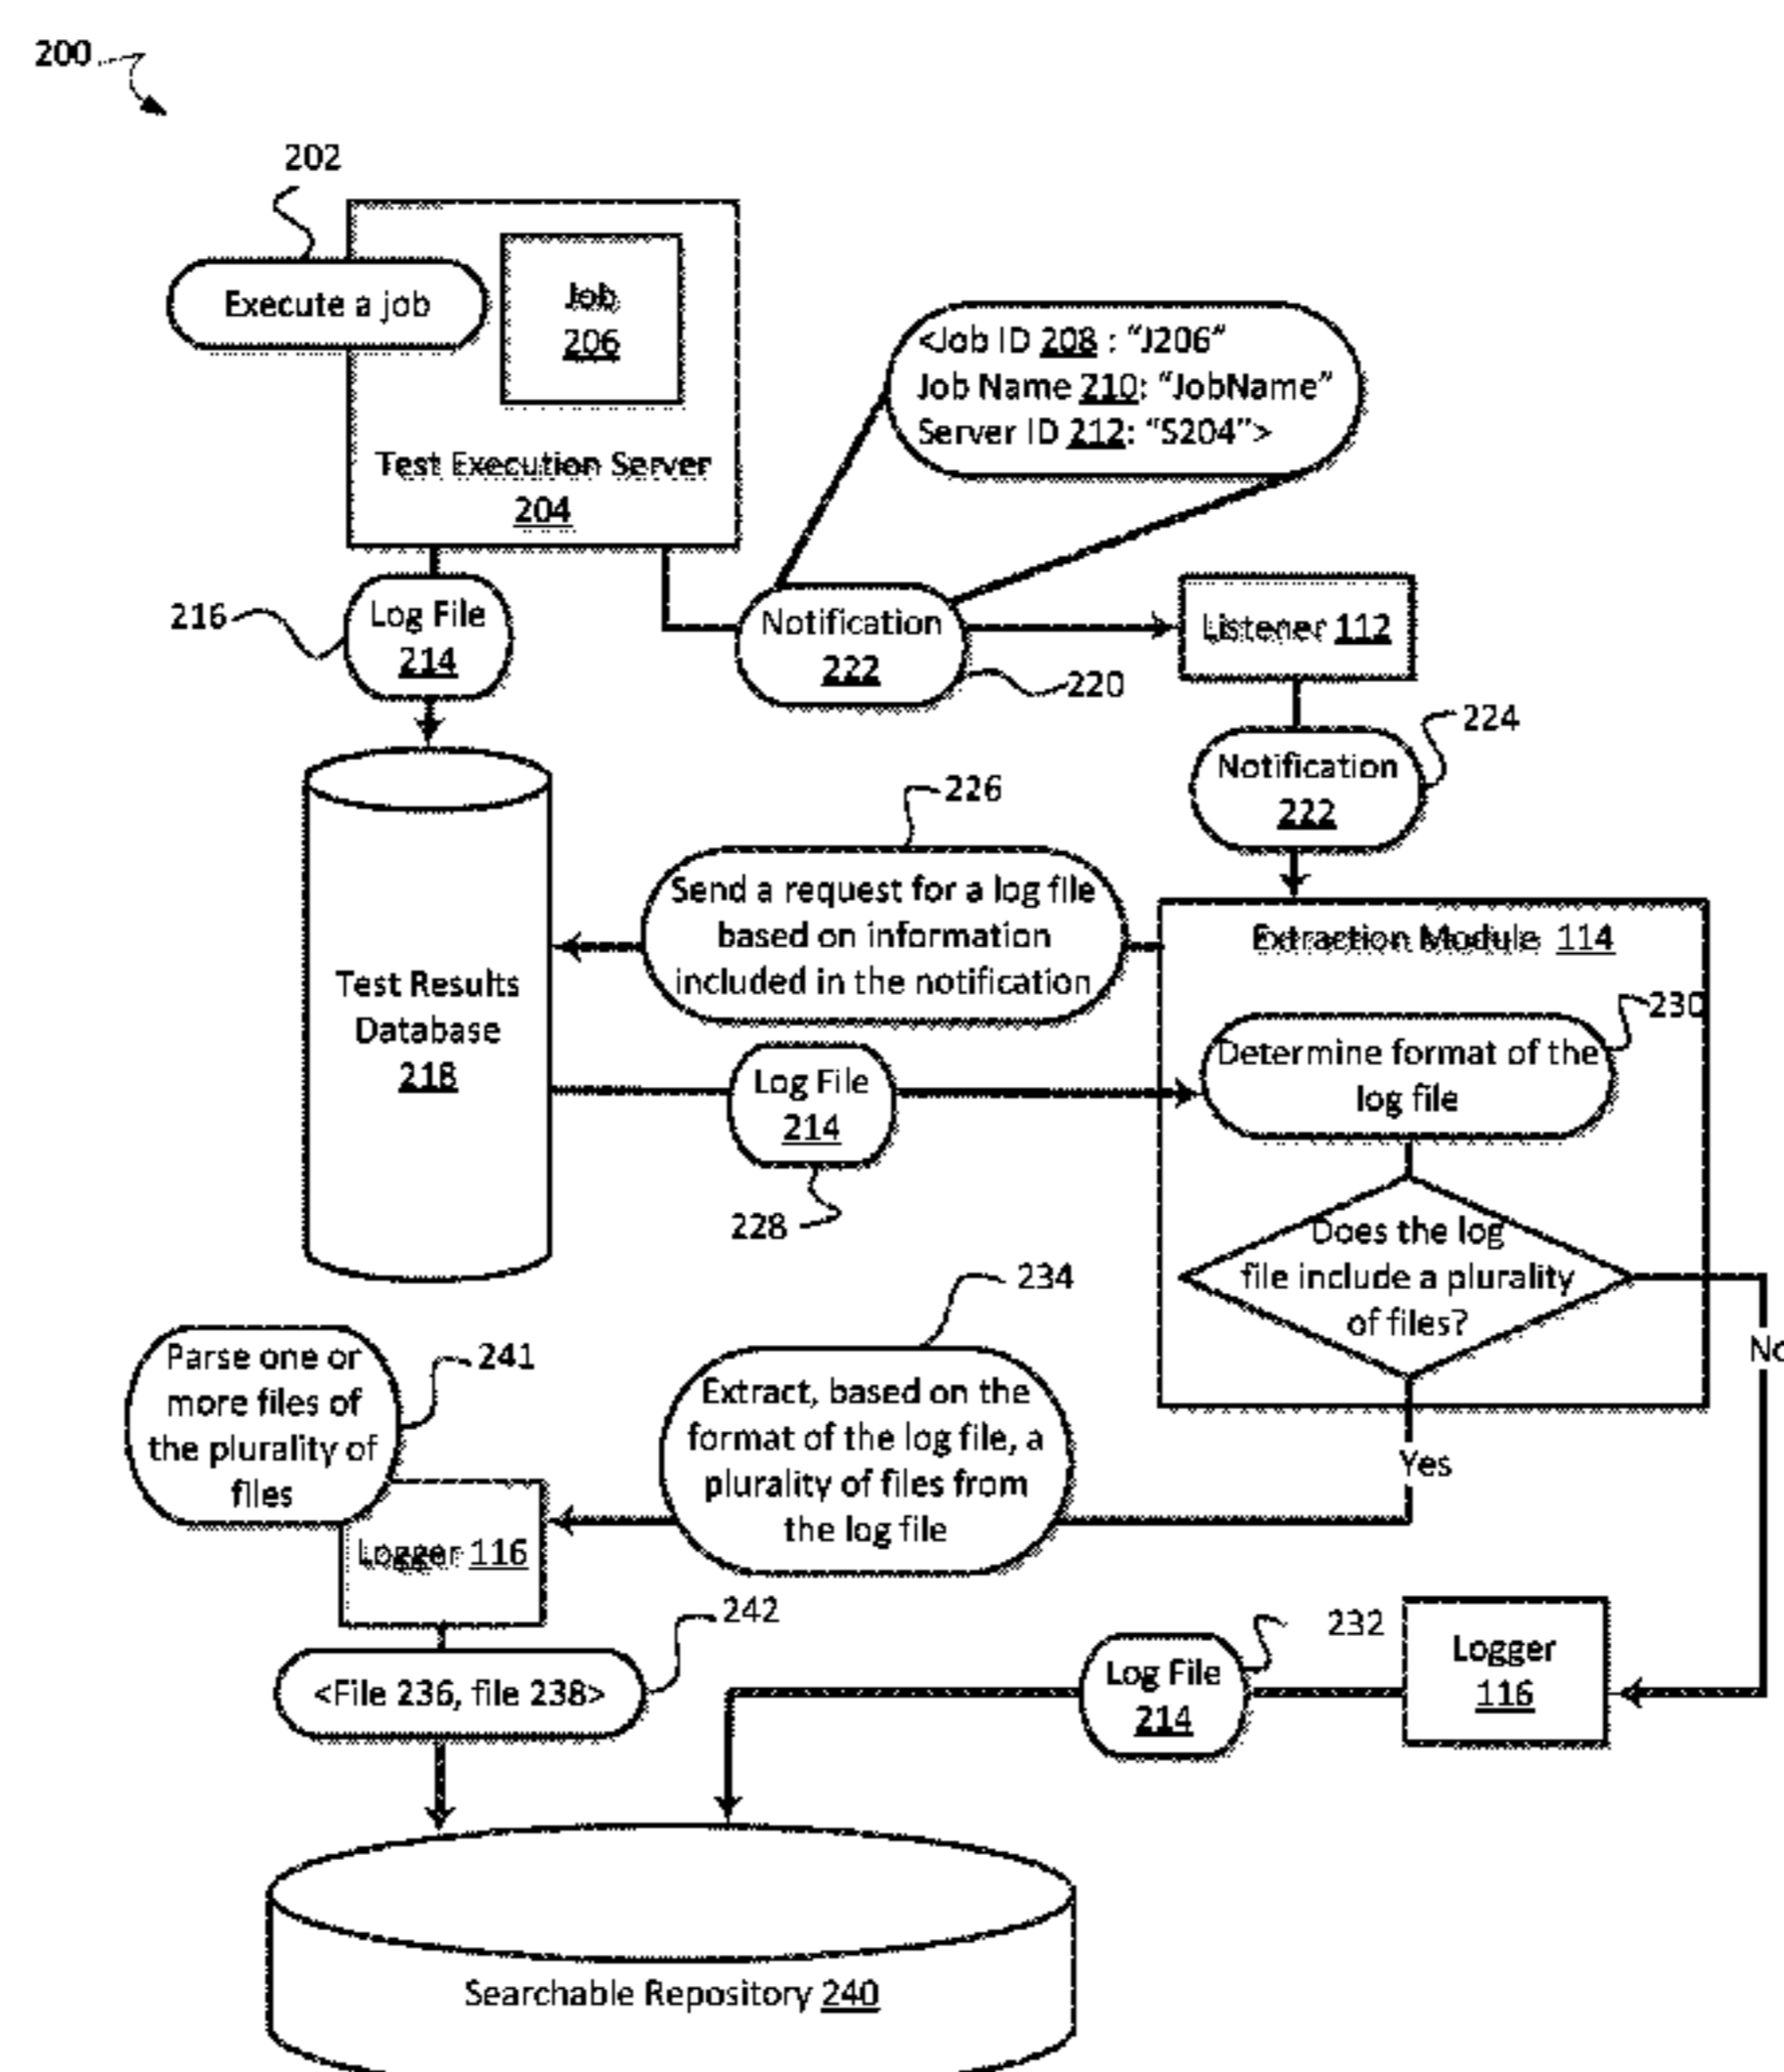 200
202
Execute a job
Job
206
Test Execution Server
204
<Job ID 208 : “J206”
Job Name 210: “JobName”
Server ID 212: “S204”>
216
Log File
214
Notification
222
220
Listener 112
224
Notification
222
226
Send a request for a log file
based on information
included in the notification
Extraction Module 114
230
Test Results
Database
218
Determine format of the
log file
Log File
214
228
Does the log
file include a plurality
of files?
No
Yes
234
241
Parse one or
more files of
the plurality of
files
Extract, based on the
format of the log file, a
plurality of files from
the log file
Logger 116
242
<File 236, file 238>
232
Log File
214
Logger
116
Searchable Repository 240